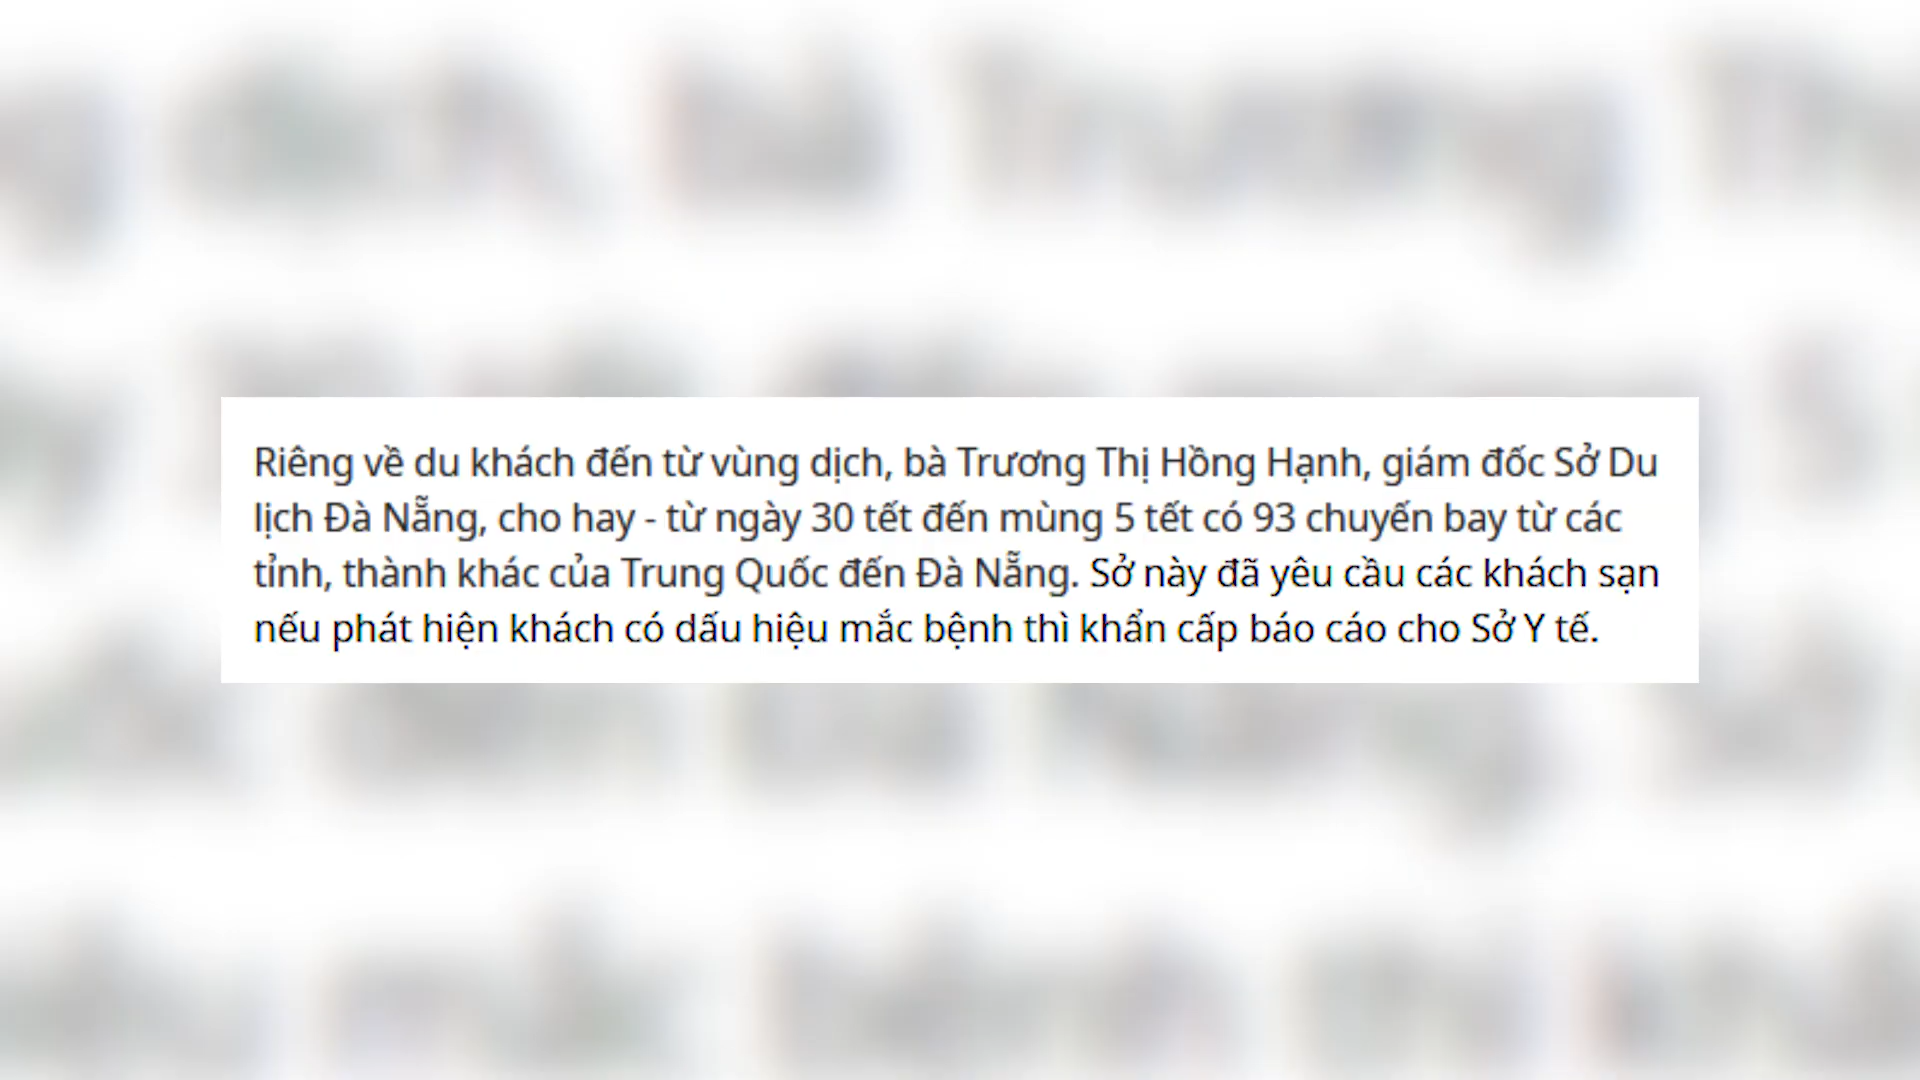 Riêng về du khách đến từ vùng dịch, bà Trương Thị Hồng Hạnh, giám đốc Sở Du
lịch Đà Nẵng, cho hay - từ ngày 30 tết đến mùng 5 tết có 93 chuyến bay từ các
tỉnh, thành khác của Trung Quốc đến Đà Nẵng. Sở này đã yêu cầu các khách sạn
nếu phát hiện khách có dấu hiệu mắc bệnh thì khẩn cấp báo cáo cho Sở Y tế.